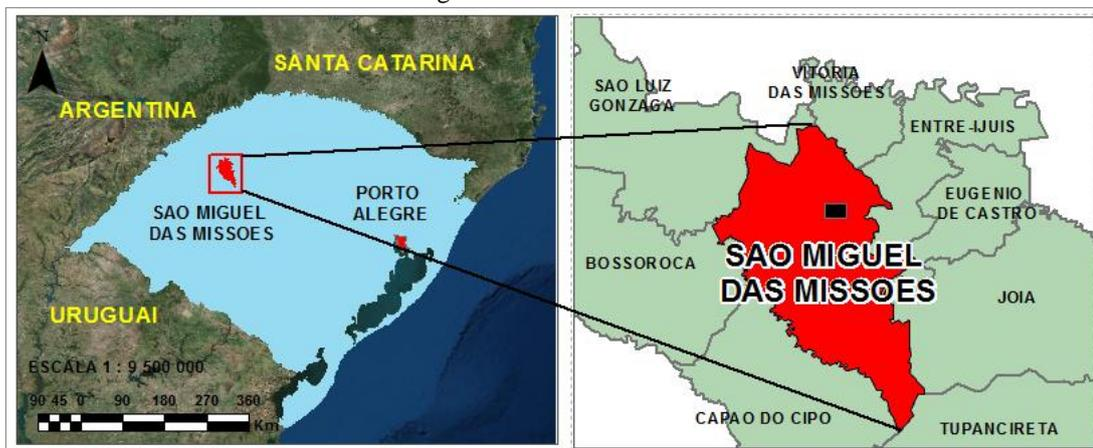 N
SANTA CATARINA
ARGENTINA
SAO MIGUEL
DAS MISSOES
PORTO
ALEGRE
URUGUAI
ESCALA 1 : 9 500 000
90 45 0 90 180 270 360
Km
SAO LUIZ
GONZAGA
VITORIA
DAS MISSOES
ENTRE-IJUIS
EUGENIO
DE CASTRO
BOSSOROCA
SAO MIGUEL
DAS MISSOES
JOIA
CAPAO DO CIPO
TUPANCIRETA